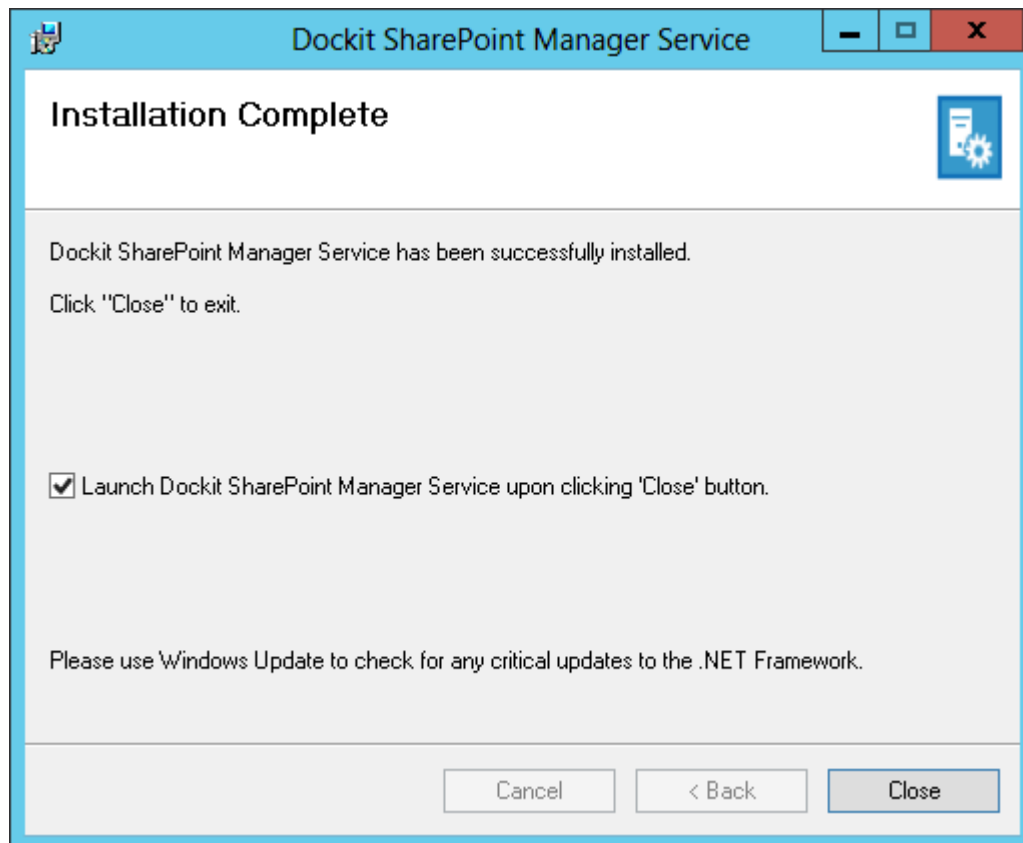 Dockit SharePoint Manager Service
Installation Complete
Dockit SharePoint Manager Service has been successfully installed.
Click "Close" to exit.
Launch Dockit SharePoint Manager Service upon clicking 'Close' button.
Please use Windows Update to check for any critical updates to the .NET Framework.
Cancel
< Back
Close